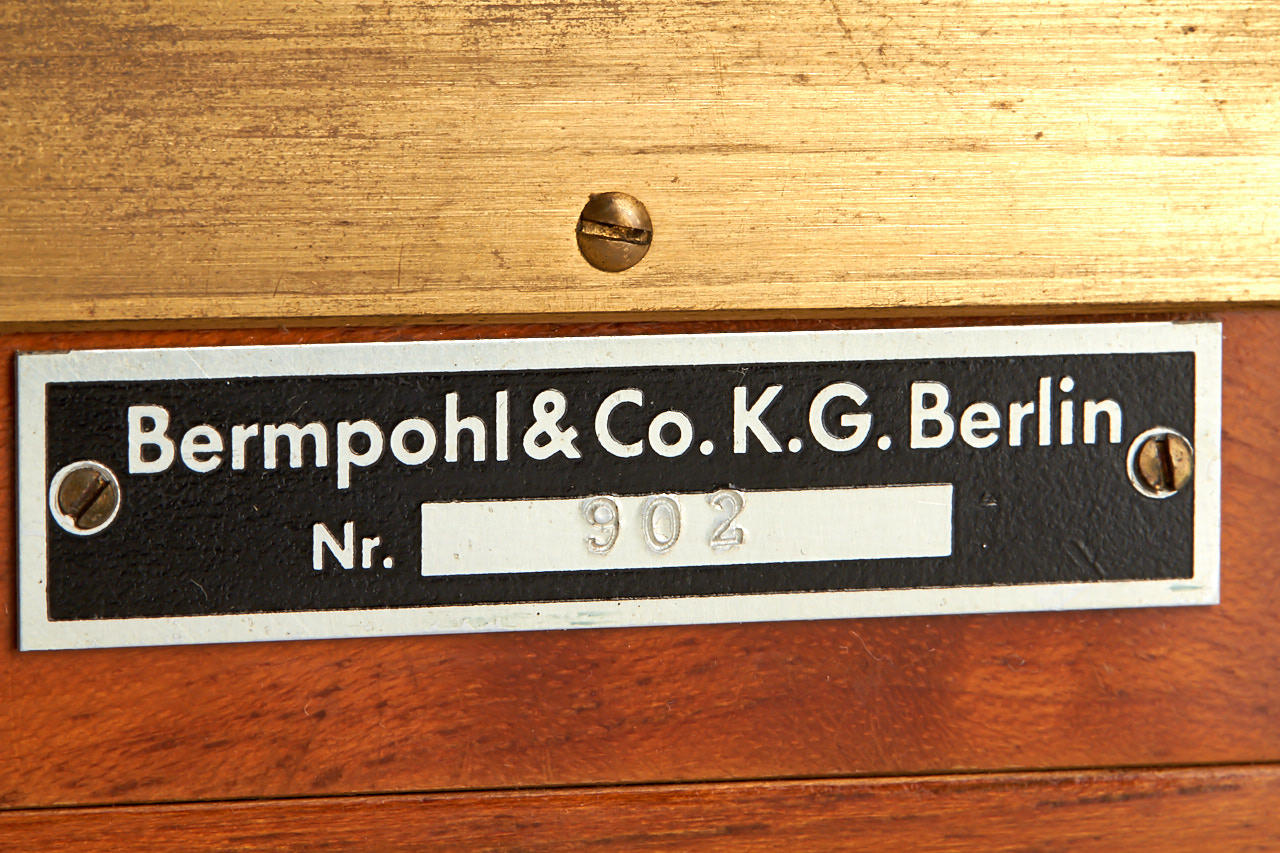 Bermpohl & Co. K.G. Berlin
Nr. 902